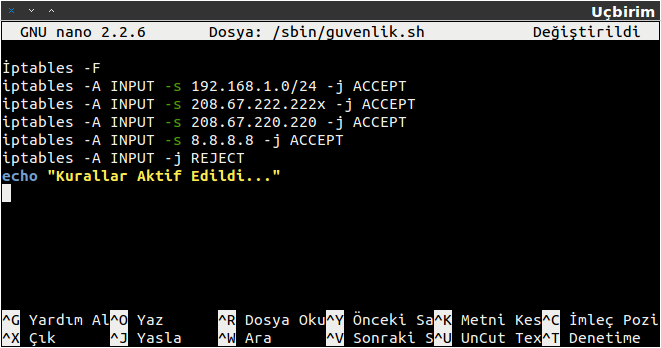 Uçbirim
GNU nano 2.2.6 Dosya: /sbin/guvenlik.sh Değiştirildi
İptables -F
iptables -A INPUT -s 192.168.1.0/24 -j ACCEPT
iptables -A INPUT -s 208.67.222.222x -j ACCEPT
iptables -A INPUT -s 208.67.220.220 -j ACCEPT
iptables -A INPUT -s 8.8.8.8 -j ACCEPT
iptables -A INPUT -j REJECT
echo "Kurallar Aktif Edildi..."
^G Yardım Al ^O Yaz ^R Dosya Oku ^Y Önceki Sa ^K Metni Kes ^C İmleç Pozi
^X Çık ^J Yasla ^W Ara ^V Sonraki S ^U UnCut Tex ^T Denetime